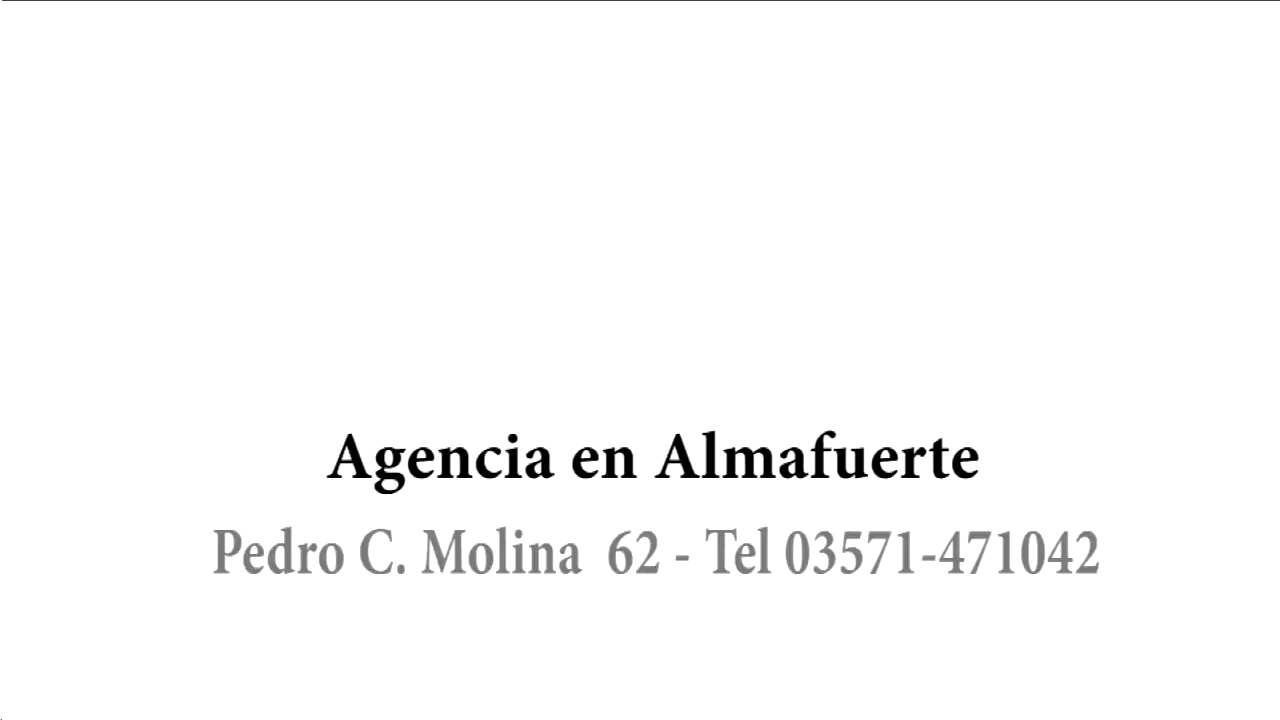 Agencia en Almafuerte
Pedro C. Molina 62 - Tel 03571-471042